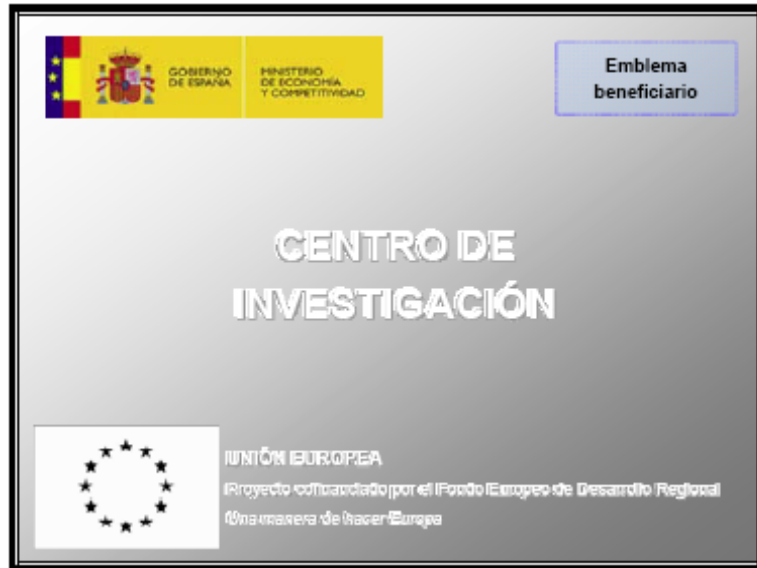 GOBIERNO
DE ESPAÑA
MINISTERIO
DE ECONOMÍA
Y COMPETITIVIDAD
Emblema
beneficiario
CENTRO DE
INVESTIGACIÓN
UNIÓN EUROPEA
Proyecto cofinanciado por el Fondo Europeo de Desarrollo Regional
Una manera de hacer Europa